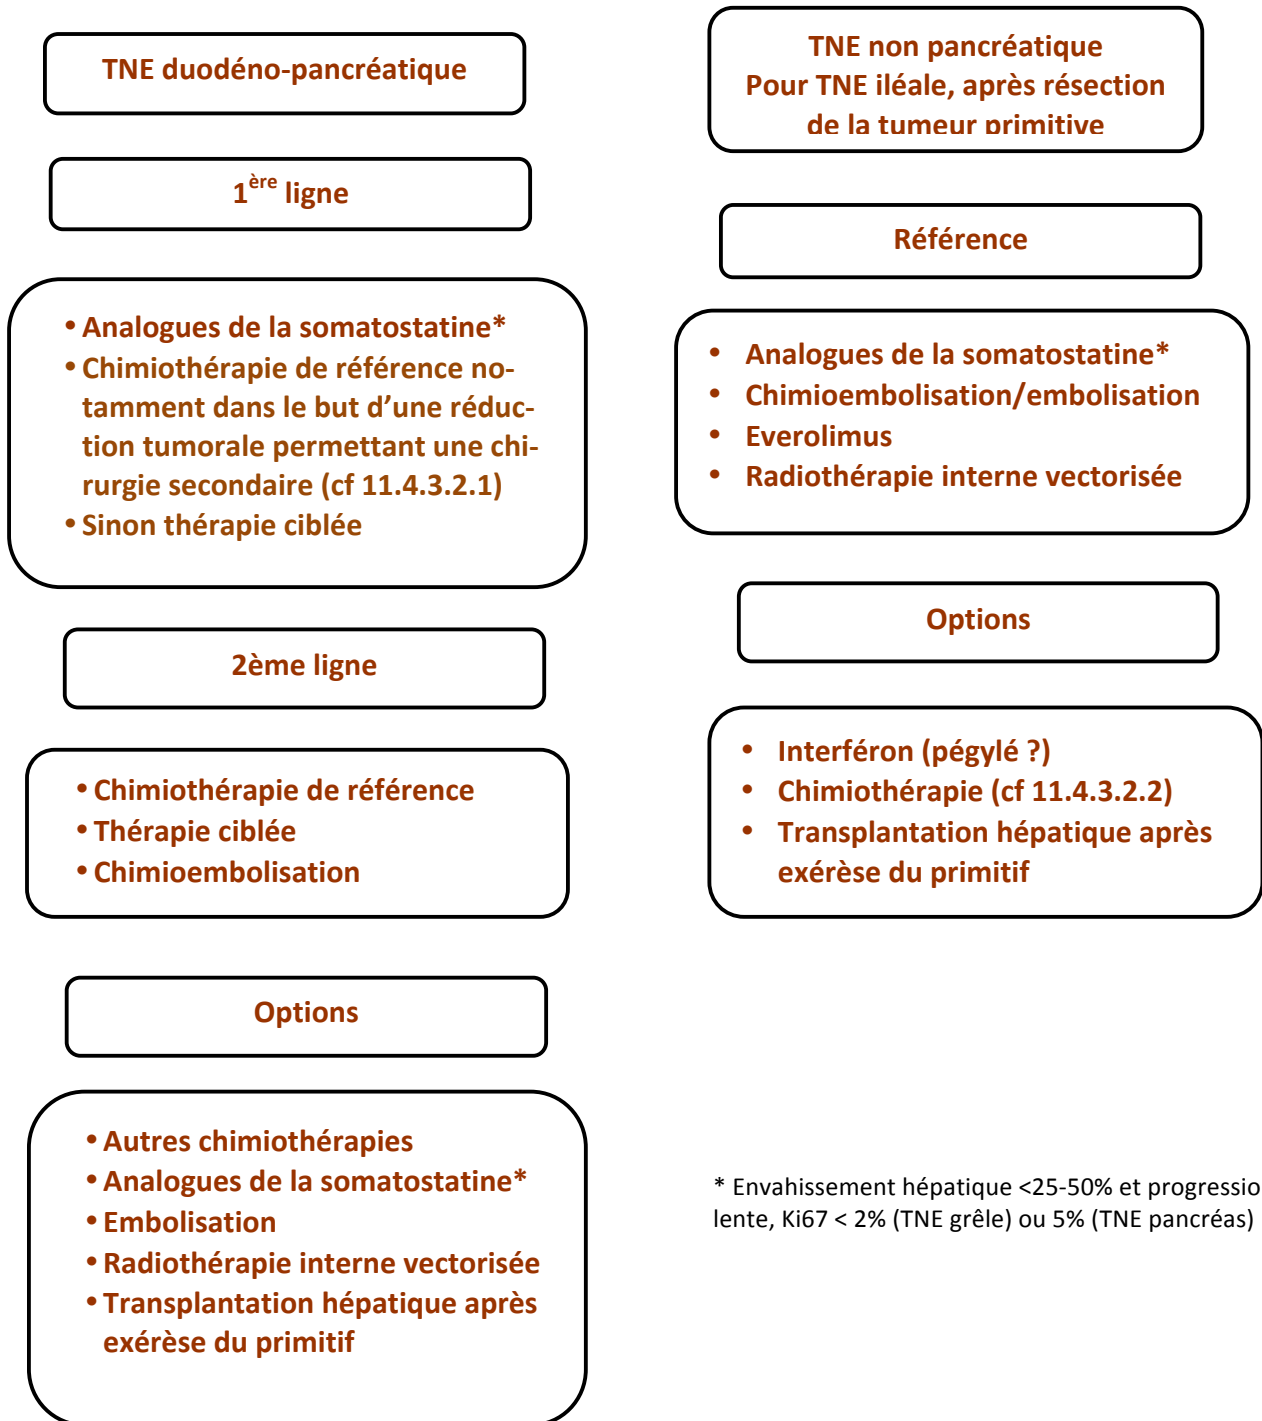 TNE duodéno-pancréatique
1ère ligne
• Analogues de la somatostatine*
• Chimiothérapie de référence no-
tamment dans le but d’une réduc-
tion tumorale permettant une chi-
rurgie secondaire (cf 11.4.3.2.1)
• Sinon thérapie ciblée
2ème ligne
• Chimiothérapie de référence
• Thérapie ciblée
• Chimioembolisation
Options
• Autres chimiothérapies
• Analogues de la somatostatine*
• Embolisation
• Radiothérapie interne vectorisée
• Transplantation hépatique après
exérèse du primitif
TNE non pancréatique
Pour TNE iléale, après résection
de la tumeur primitive
Référence
• Analogues de la somatostatine*
• Chimioembolisation/embolisation
• Everolimus
• Radiothérapie interne vectorisée
Options
• Interféron (pégylé ?)
• Chimiothérapie (cf 11.4.3.2.2)
• Transplantation hépatique après
exérèse du primitif
* Envahissement hépatique <25-50% et progressio
lente, Ki67 < 2% (TNE grêle) ou 5% (TNE pancréas)